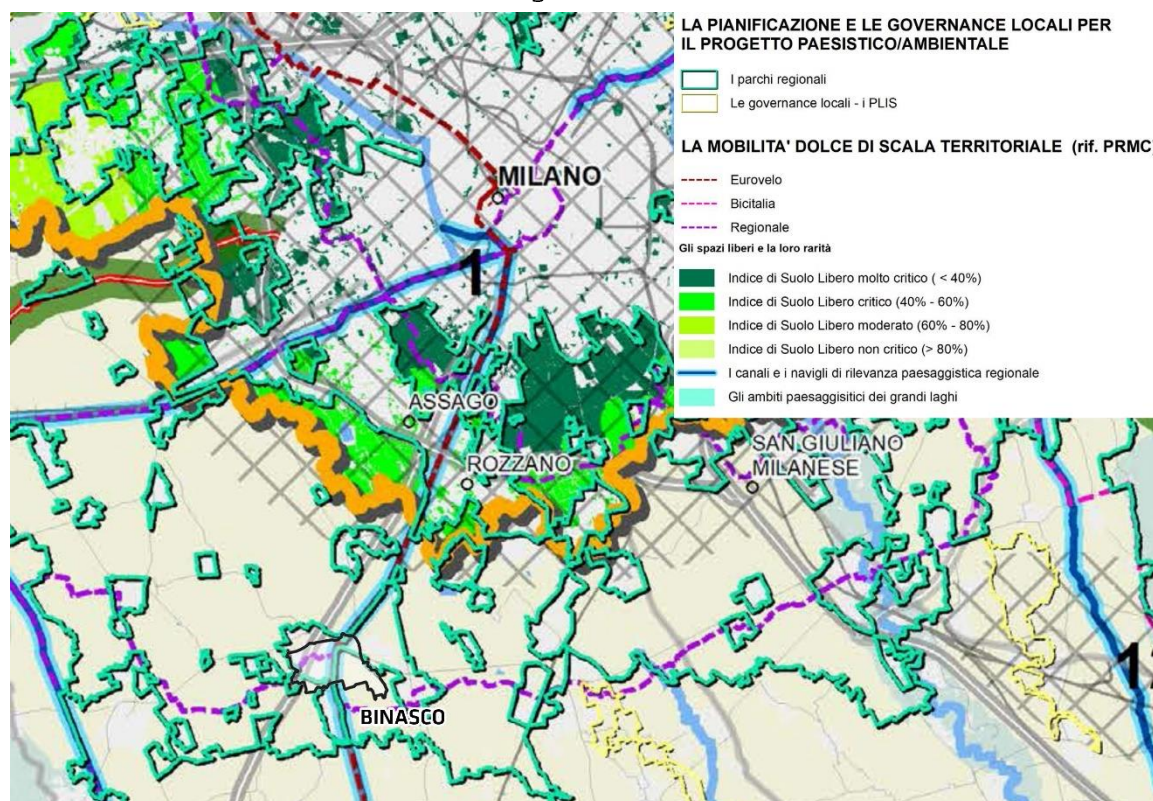 LA PIANIFICAZIONE E LE GOVERNANCE LOCALI PER
IL PROGETTO PAESISTICO/AMBIENTALE
I parchi regionali
Le governance locali - i PLIS
LA MOBILITA' DOLCE DI SCALA TERRITORIALE (rif. PRMC)
Eurovelo
Bicitalia
Regionale
Gli spazi liberi e la loro rarità
Indice di Suolo Libero molto critico ( < 40%)
Indice di Suolo Libero critico (40% - 60%)
Indice di Suolo Libero moderato (60% - 80%)
Indice di Suolo Libero non critico (> 80%)
I canali e i navigli di rilevanza paesaggistica regionale
Gli ambiti paesaggisitici dei grandi laghi
MILANO
1
ASSAGO
ROZZANO
SAN GIULIANO
MILANESE
BINASCO